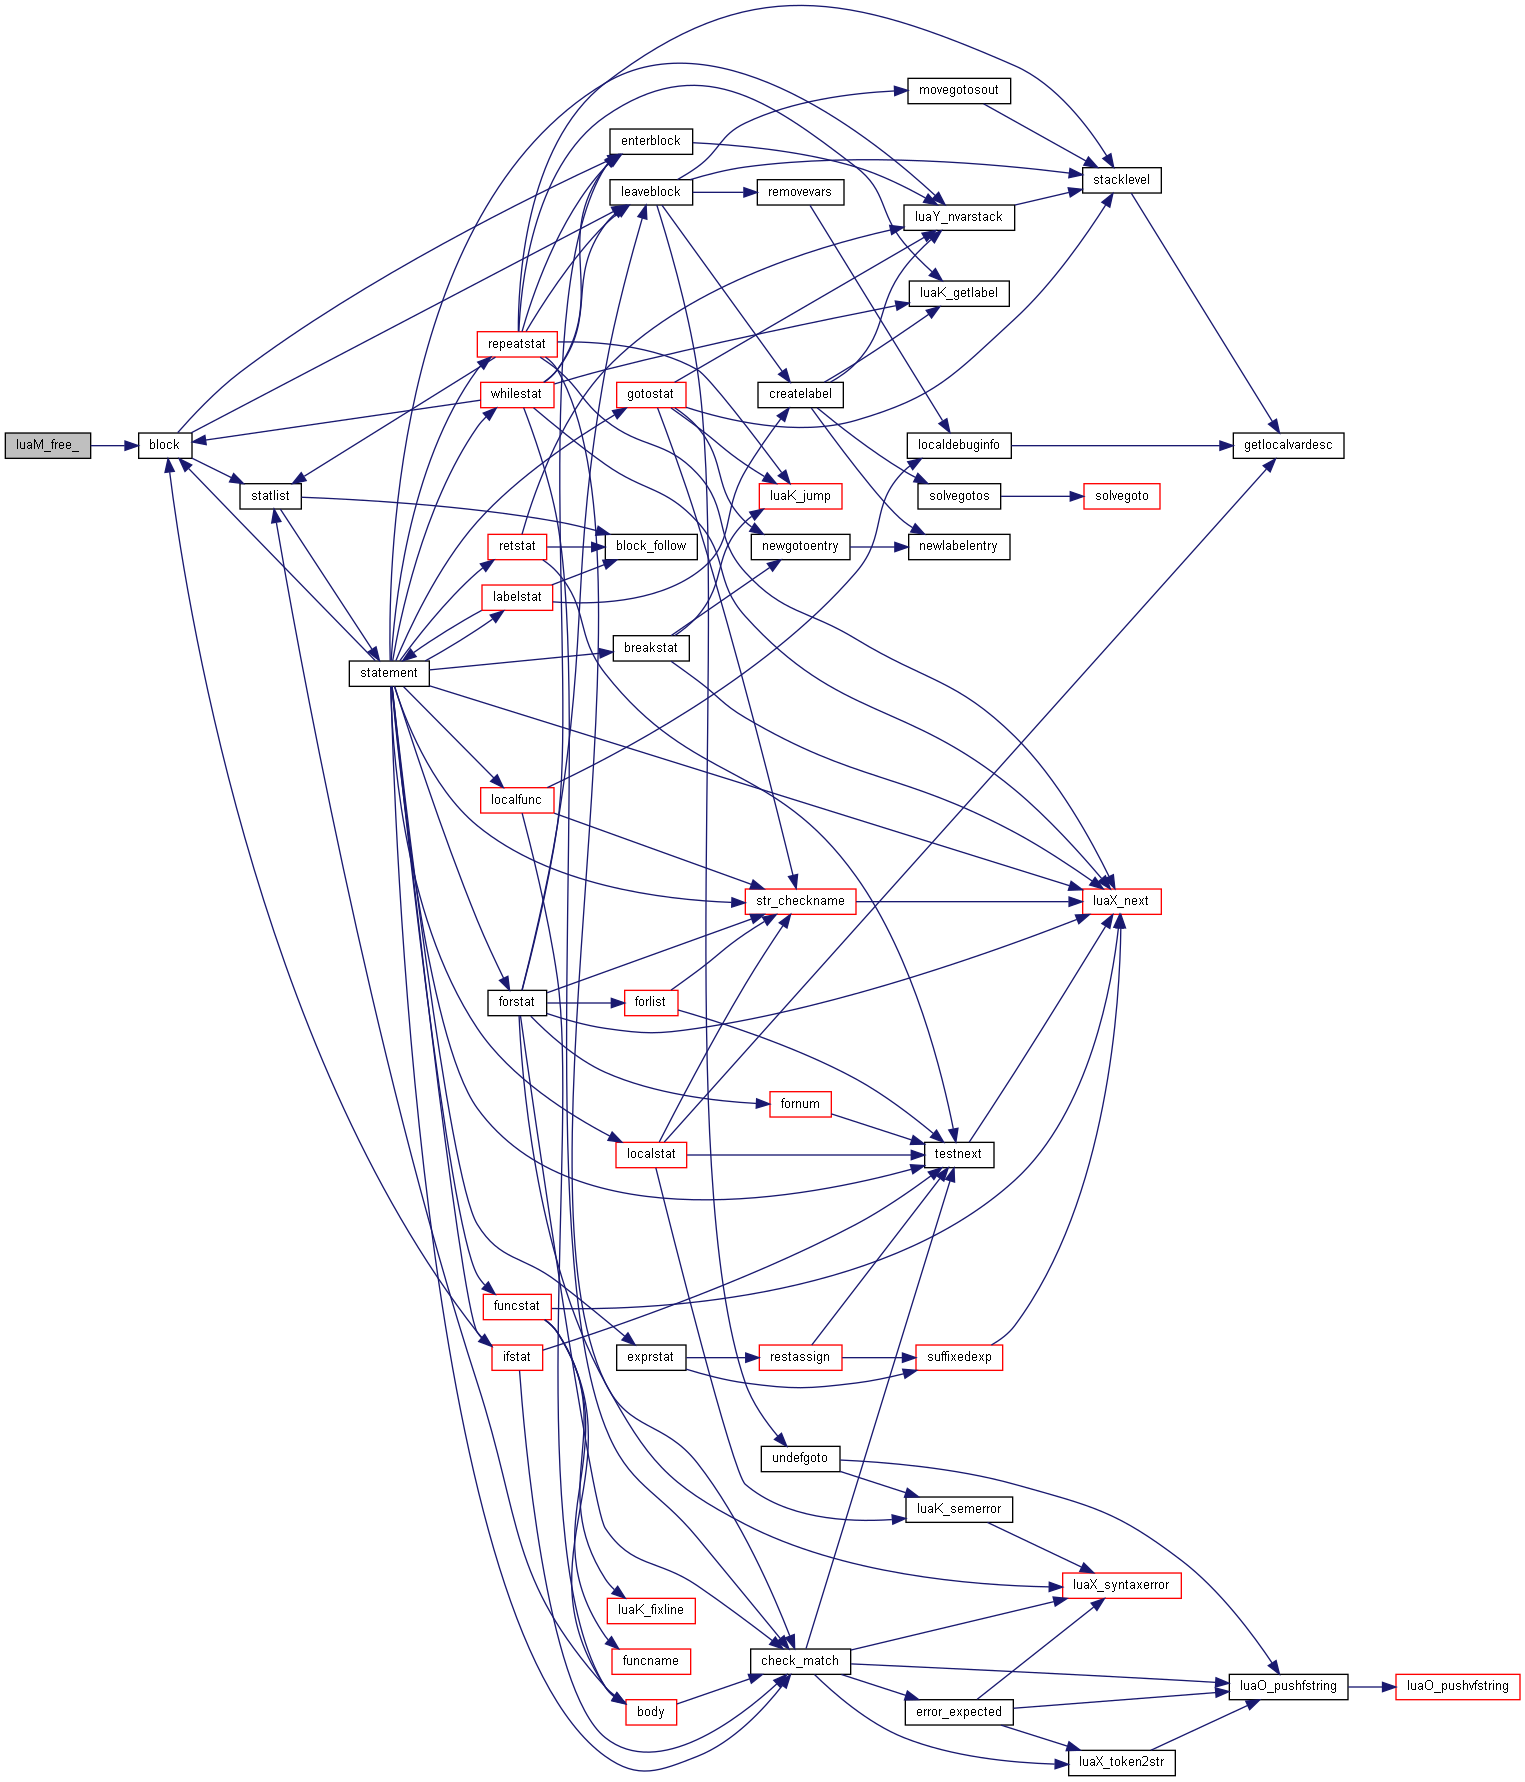 movegotosout
enterblock
stacklevel
leaveblock
removevars
luaY_nvarstack
luaK_getlabel
repeatstat
whilestat
gotostat
createlabel
luaM_free_
block
localdebuginfo
getlocalvardesc
statlist
luaK_jump
solvegotos
solvegoto
retstat
block_follow
newgotoentry
newlabelentry
labelstat
breakstat
statement
localfunc
str_checkname
luaX_next
forstat
forlist
fornum
localstat
testnext
funcstat
ifstat
exprstat
restassign
suffixedexp
undefgoto
luaK_semerror
luaX_syntaxerror
luaK_fixline
funcname
check_match
luaO_pushfstring
luaO_pushvfstring
body
error_expected
luaX_token2str